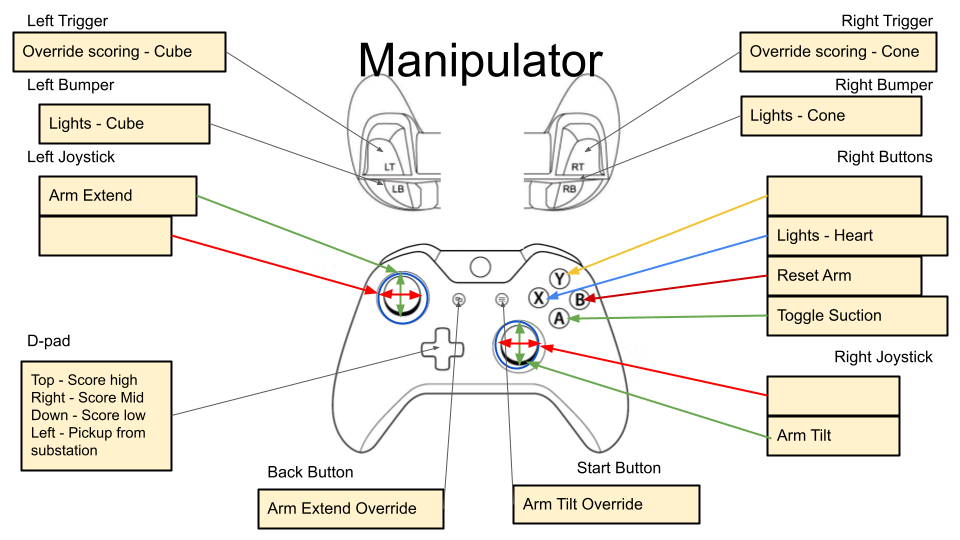 Left Trigger
Right Trigger
Override scoring - Cube
Manipulator
Override scoring - Cone
Left Bumper
Right Bumper
Lights - Cube
Lights - Cone
Left Joystick
Right Buttons
LT
RT
LB
RB
Arm Extend
Lights - Heart
Y
X
B
A
Reset Arm
Toggle Suction
D-pad
Right Joystick
Top - Score high
Right - Score Mid
Down - Score low
Left - Pickup from
substation
Arm Tilt
Back Button
Start Button
Arm Extend Override
Arm Tilt Override